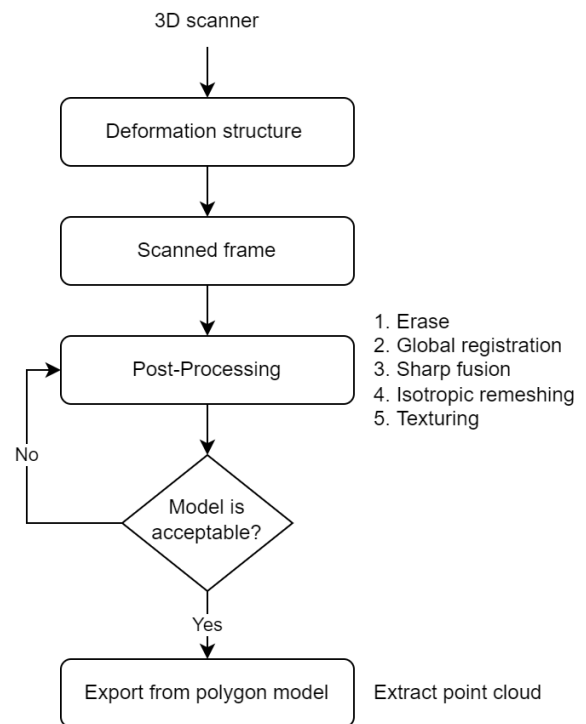 3D scanner
Deformation structure
Scanned frame
Post-Processing
1. Erase
2. Global registration
3. Sharp fusion
4. Isotropic remeshing
5. Texturing
No
Model is
acceptable?
Yes
Export from polygon model
Extract point cloud